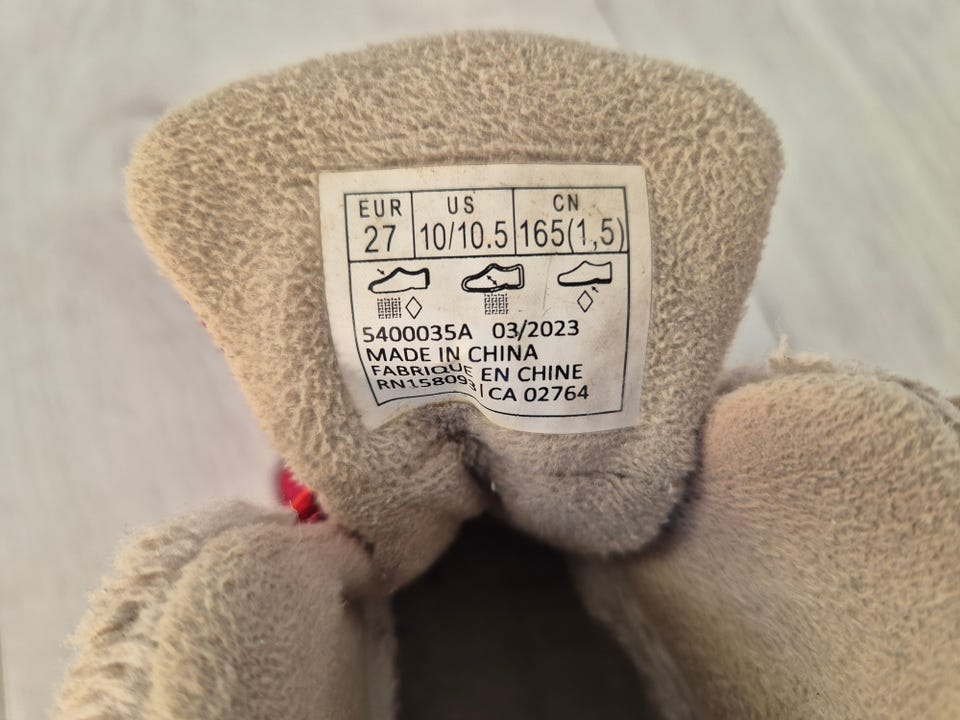 EUR US CN
27 10/10.5 165(1,5)
5400035A 03/2023
MADE IN CHINA
FABRIQUE EN CHINE
RN158093 | CA 02764